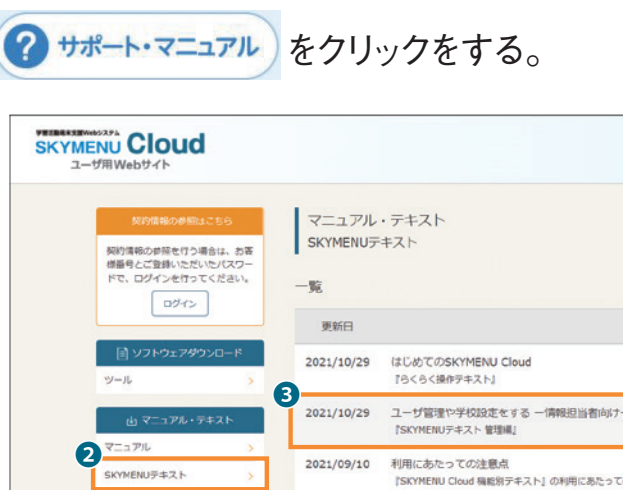 ? サポート・マニュアル をクリックをする。
学習活動端末支援Webシステム
SKYMENU Cloud
ユーザ用Webサイト
契約情報の参照はこちら
契約情報の参照を行う場合は、お客
様番号とご登録いただいたパスワー
ドで、ログインを行ってください。
ログイン
ソフトウェアダウンロード
ツール >
マニュアル・テキスト
マニュアル >
2
SKYMENUテキスト >
マニュアル・テキスト
SKYMENUテキスト
一覧
更新日
2021/10/29 はじめてのSKYMENU Cloud
『らくらく操作テキスト』
3
2021/10/29 ユーザ管理や学校設定をする ー情報担当者向けー
『SKYMENUテキスト 管理編』
2021/09/10 利用にあたっての注意点
『SKYMENU Cloud 機能別テキスト』の利用にあたって